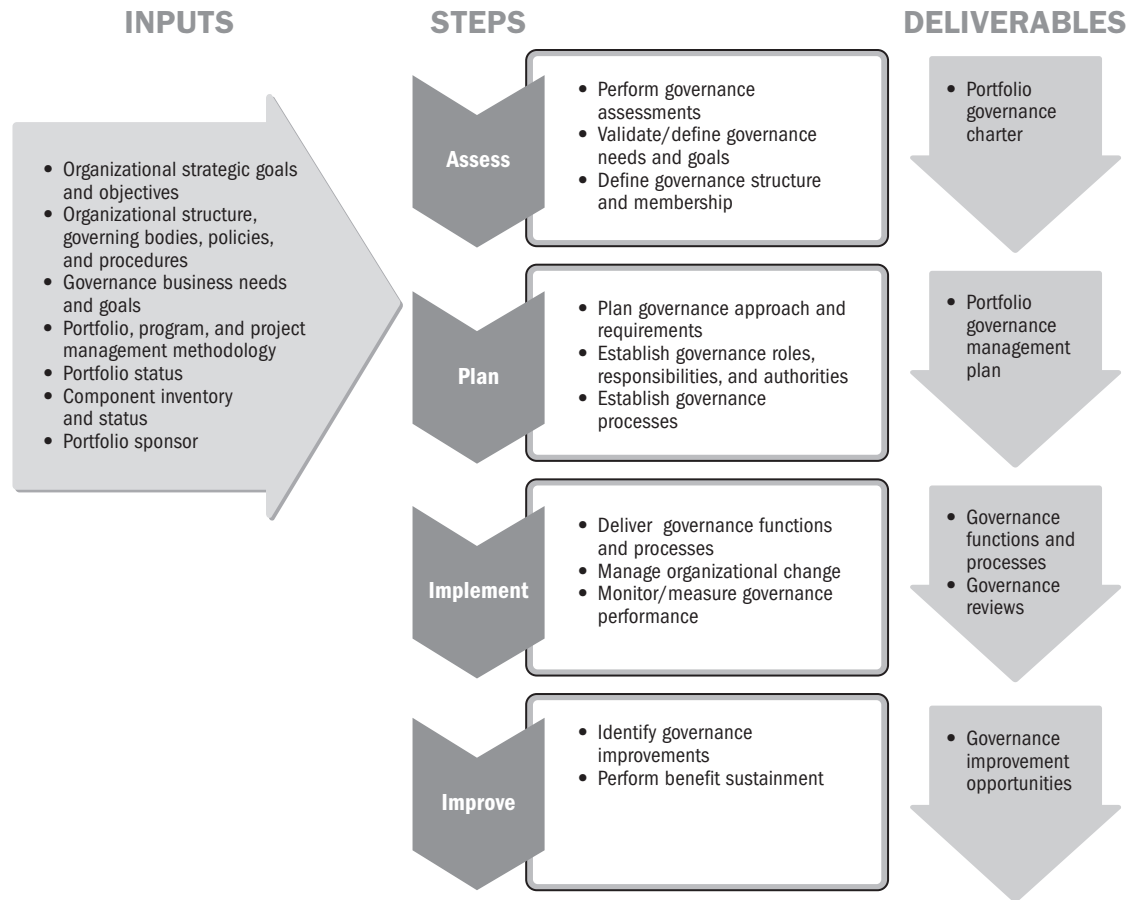 INPUTS
STEPS
DELIVERABLES
• Organizational strategic goals
and objectives
• Organizational structure,
governing bodies, policies,
and procedures
• Governance business needs
and goals
• Portfolio, program, and project
management methodology
• Portfolio status
• Component inventory
and status
• Portfolio sponsor
Assess
• Perform governance
assessments
• Validate/define governance
needs and goals
• Define governance structure
and membership
• Portfolio
governance
charter
Plan
• Plan governance approach and
requirements
• Establish governance roles,
responsibilities, and authorities
• Establish governance
processes
• Portfolio
governance
management
plan
Implement
• Deliver governance functions
and processes
• Manage organizational change
• Monitor/measure governance
performance
• Governance
functions and
processes
• Governance
reviews
Improve
• Identify governance
improvements
• Perform benefit sustainment
• Governance
improvement
opportunities